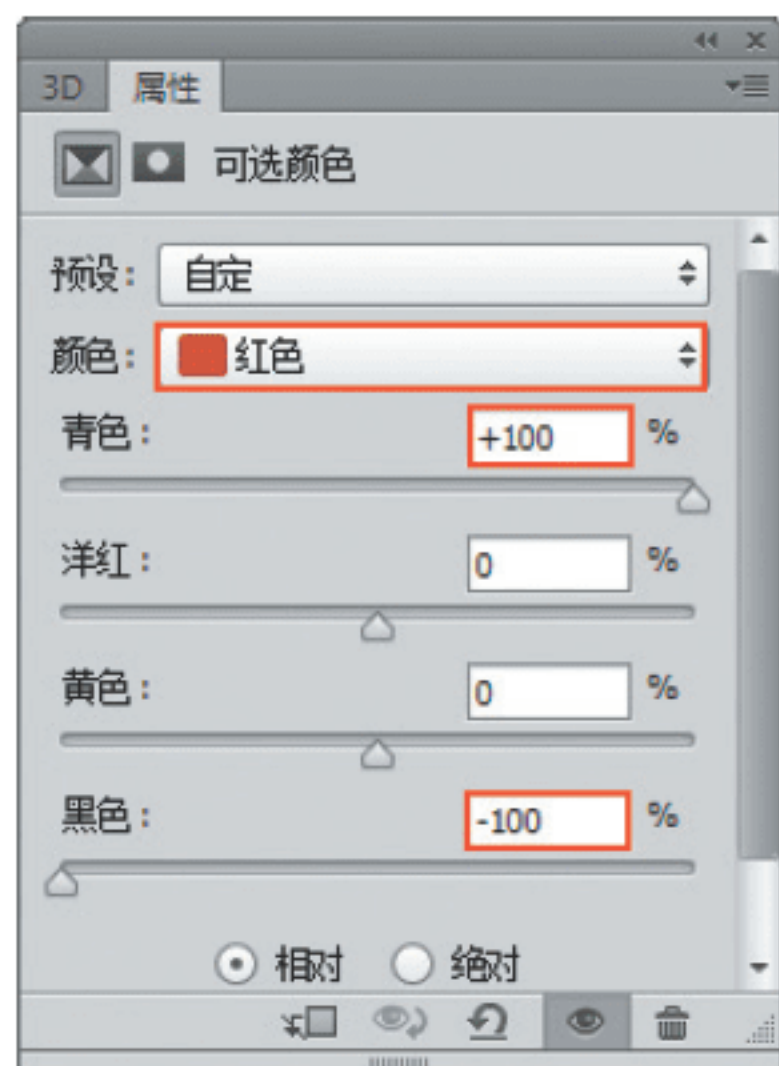 3D 属性
可选颜色
预设： 自定
颜色： 红色
青色： +100 %
洋红： 0 %
黄色： 0 %
黑色： -100 %
相对 绝对